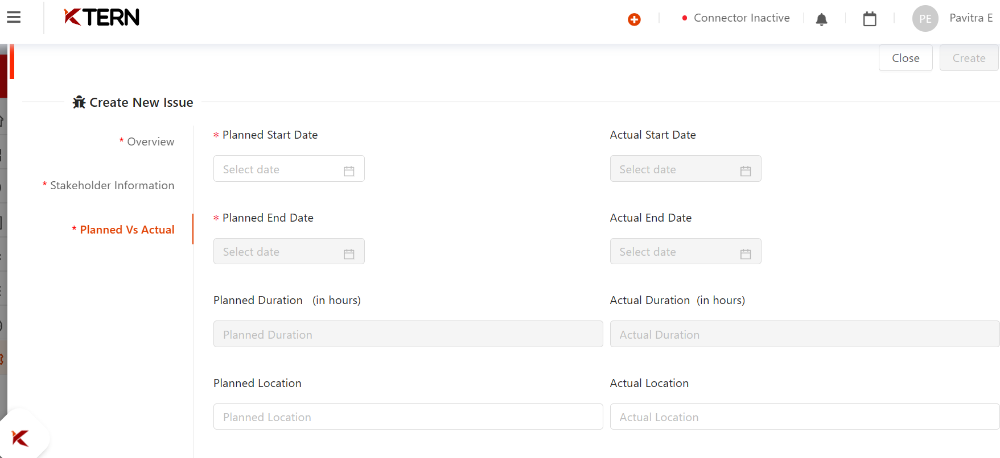 KTERN
Connector Inactive
PE
Pavitra E
Close
Create
Create New Issue
* Overview
* Stakeholder Information
* Planned Vs Actual
* Planned Start Date
Actual Start Date
Select date
Select date
* Planned End Date
Actual End Date
Select date
Select date
Planned Duration (in hours)
Actual Duration (in hours)
Planned Duration
Actual Duration
Planned Location
Actual Location
Planned Location
Actual Location